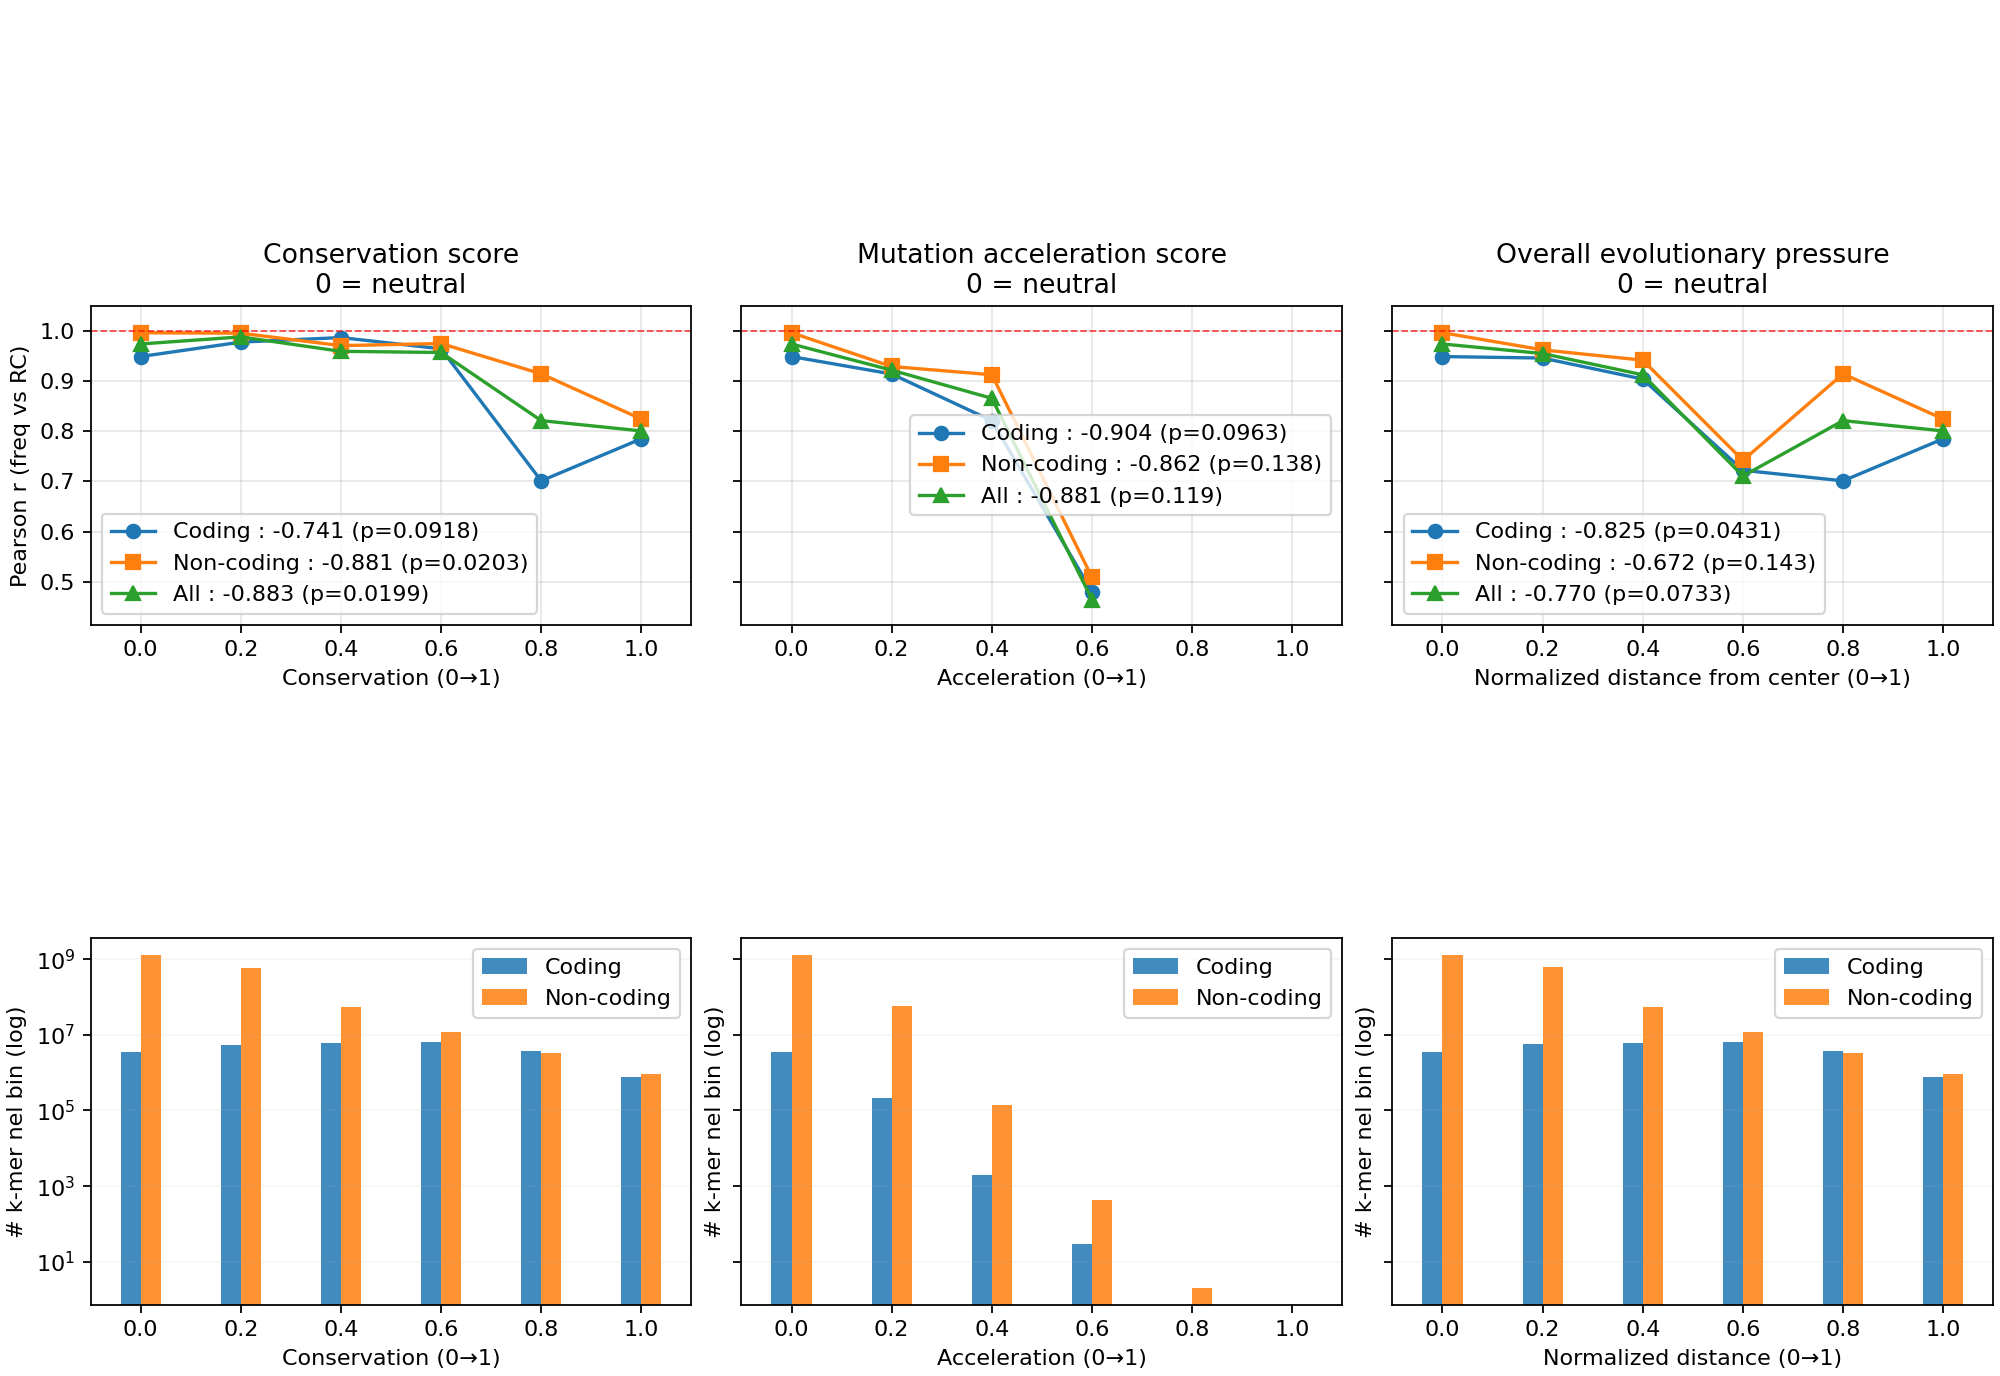 Conservation score
0 = neutral
Mutation acceleration score
0 = neutral
Overall evolutionary pressure
0 = neutral
Pearson r (freq vs RC)
1.0
0.9
0.8
0.7
0.6
0.5
Coding : -0.741 (p=0.0918)
Non-coding : -0.881 (p=0.0203)
All : -0.883 (p=0.0199)
0.0 0.2 0.4 0.6 0.8 1.0
Conservation (0→1)
Coding : -0.904 (p=0.0963)
Non-coding : -0.862 (p=0.138)
All : -0.881 (p=0.119)
0.0 0.2 0.4 0.6 0.8 1.0
Acceleration (0→1)
Coding : -0.825 (p=0.0431)
Non-coding : -0.672 (p=0.143)
All : -0.770 (p=0.0733)
0.0 0.2 0.4 0.6 0.8 1.0
Normalized distance from center (0→1)
# k-mer nel bin (log)
10⁹
10⁷
10⁵
10³
10¹
Coding
Non-coding
0.0 0.2 0.4 0.6 0.8 1.0
Conservation (0→1)
# k-mer nel bin (log)
Coding
Non-coding
0.0 0.2 0.4 0.6 0.8 1.0
Acceleration (0→1)
# k-mer nel bin (log)
Coding
Non-coding
0.0 0.2 0.4 0.6 0.8 1.0
Normalized distance (0→1)